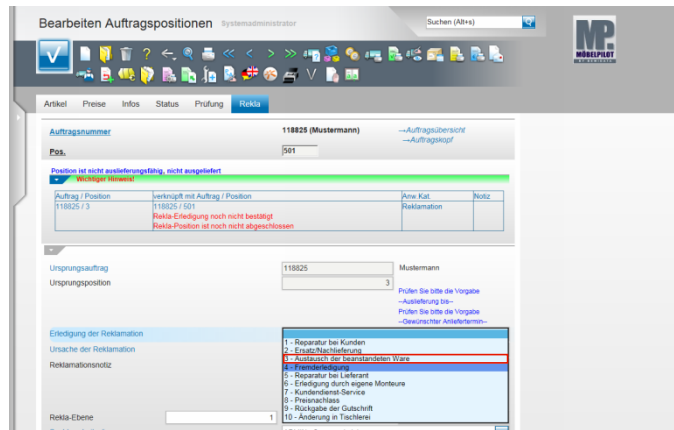 Bearbeiten Auftragspositionen Systemadministrator
Suchen (Alt+s)
MP
MÖBELPILOT
Artikel Preise Infos Status Prüfung Rekla
Auftragsnummer 118825 (Mustermann) →Auftragsübersicht
→Auftragskopf
Pos. 501
Position ist nicht auslieferungsfähig, nicht ausgeliefert
Wichtiger Hinweis!
Auftrag / Position verknüpft mit Auftrag / Position Anw.Kat. Notiz
118825 / 3 118825 / 501 Reklamation
Rekla-Erledigung noch nicht bestätigt
Rekla-Position ist noch nicht abgeschlossen
Ursprungsauftrag 118825 Mustermann
Ursprungsposition 3
Prüfen Sie bitte die Vorgabe
--Auslieferung bis--
Prüfen Sie bitte die Vorgabe
--Gewünschter Anliefertermin--
Erledigung der Reklamation
Ursache der Reklamation
Reklamationsnotiz
1 - Reparatur bei Kunden
2 - Ersatz/Nachlieferung
3 - Austausch der beanstandeten Ware
4 - Fremderledigung
5 - Reparatur bei Lieferant
6 - Erledigung durch eigene Monteure
7 - Kundendienst-Service
8 - Preisnachlass
9 - Rückgabe der Gutschrift
10 - Änderung in Tischlerei
Rekla-Ebene 1